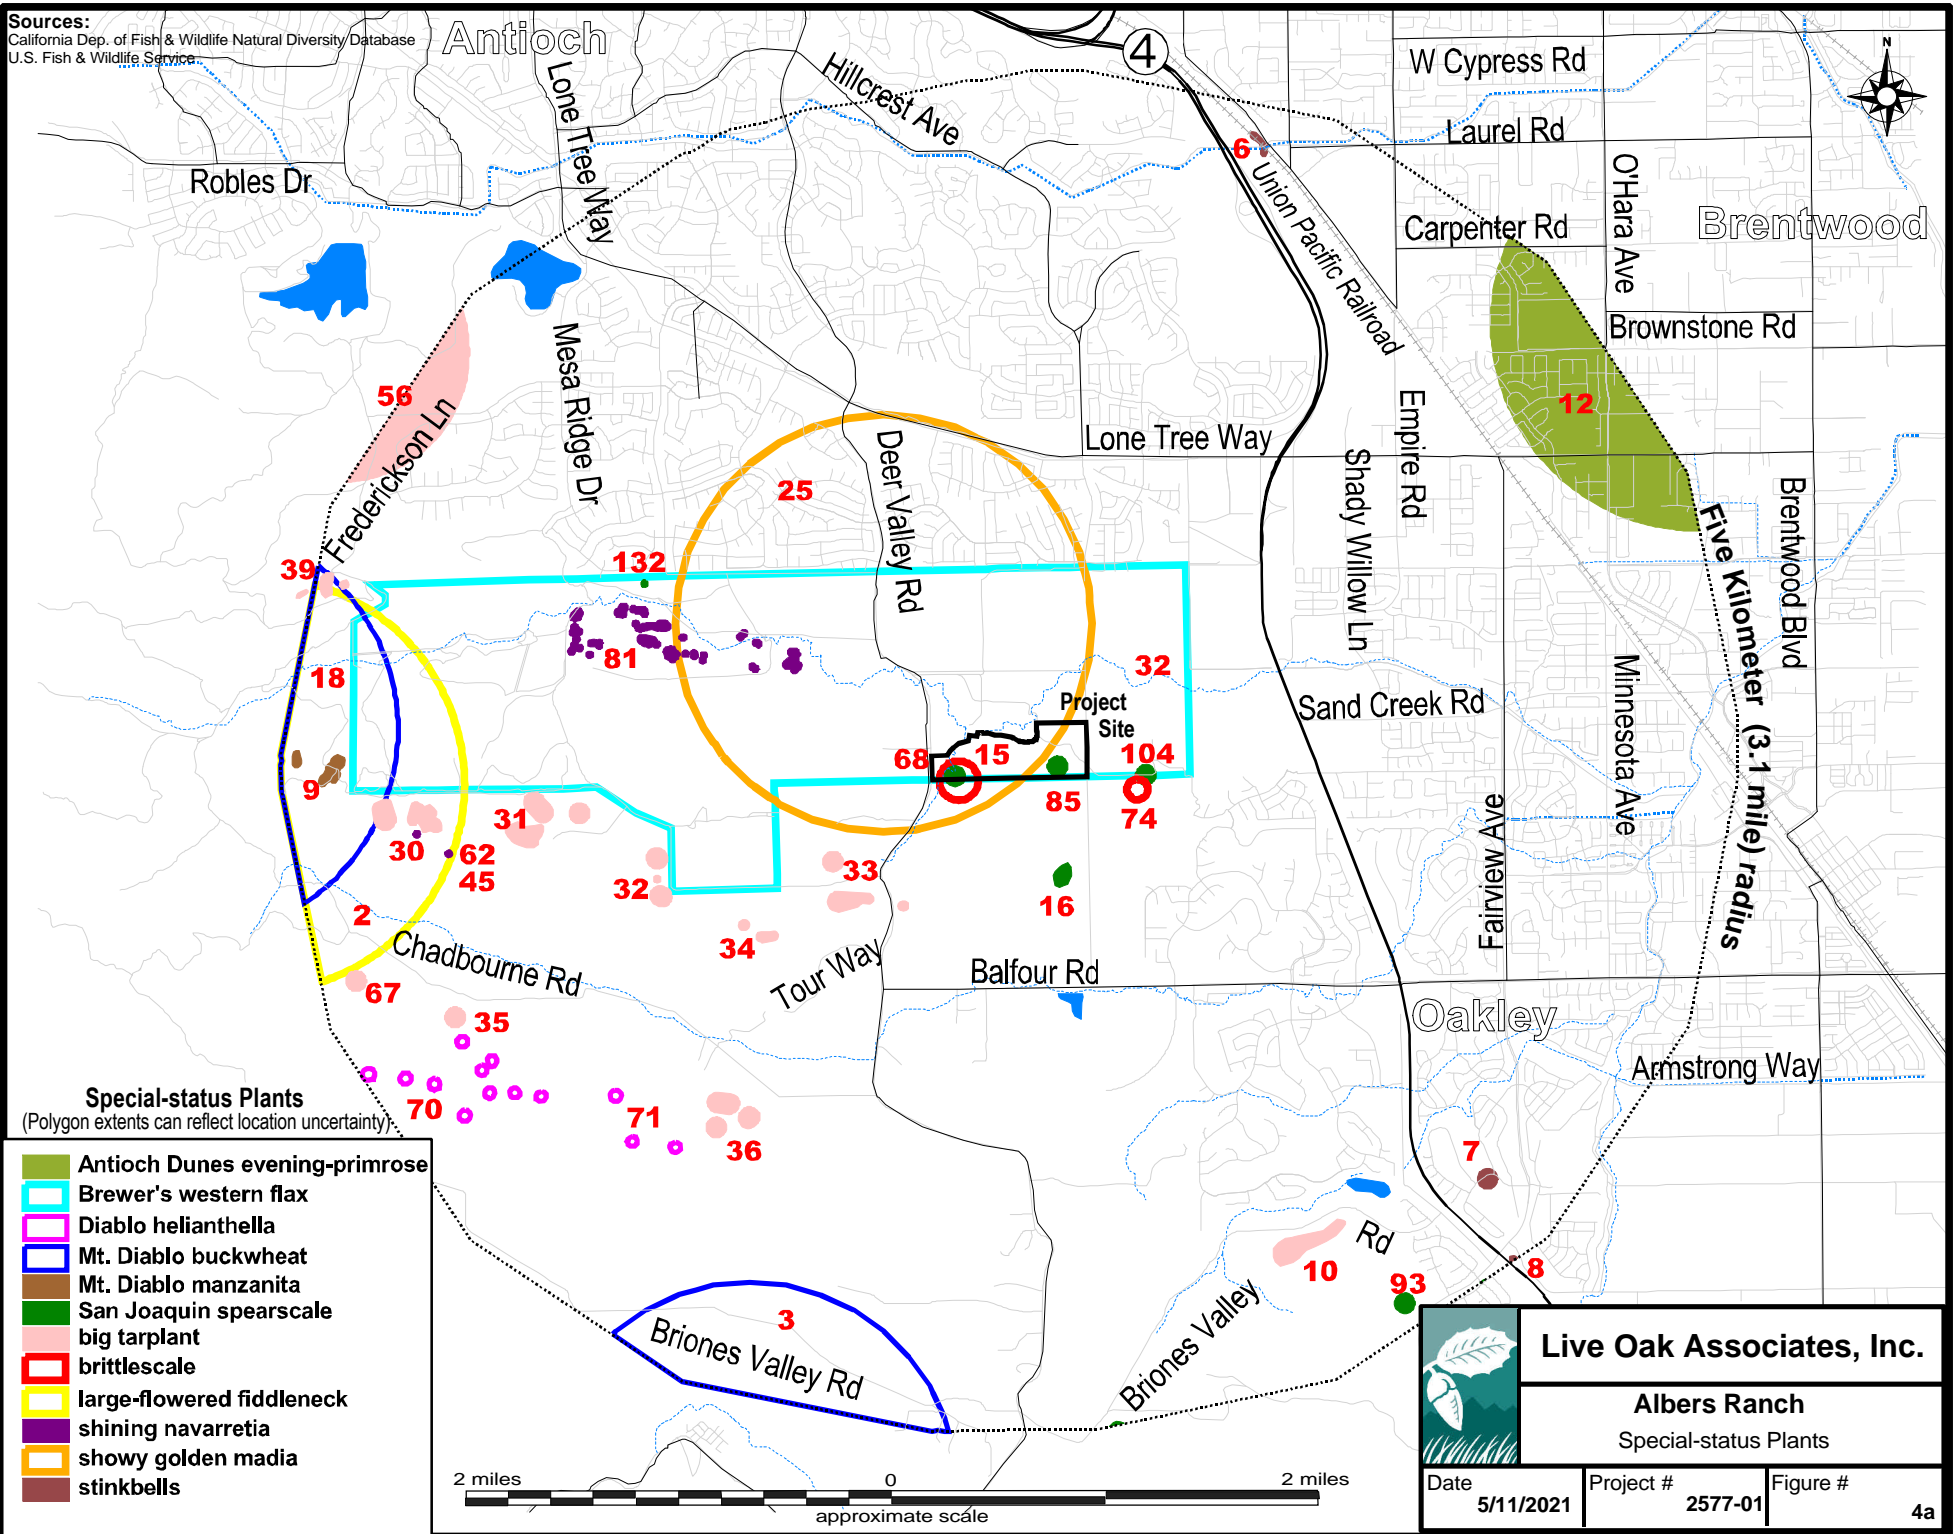 Sources:
California Dep. of Fish & Wildlife Natural Diversity Database
U.S. Fish & Wildlife Service
Antioch
Lone Tree Way
Hillcrest Ave
4
W Cypress Rd
N
Laurel Rd
6
Robles Dr
Union Pacific Railroad
O'Hara Ave
Carpenter Rd
Brentwood
Brownstone Rd
56
Frederickson Ln
Mesa Ridge Dr
12
Lone Tree Way
Empire Rd
Deer Valley Rd
25
Shady Willow Ln
Brentwood Blvd
Five Kilometer (3.1 mile) radius
39
132
81
18
32
Minnesota Ave
Project
Site
Sand Creek Rd
68
15
104
9
85
74
31
30
Fairview Ave
62
45
33
32
16
2
34
Chadbourne Rd
Tour Way
Balfour Rd
67
35
Oakley
Armstrong Way
70
71
36
7
Special-status Plants
(Polygon extents can reflect location uncertainty)
Antioch Dunes evening-primrose
Brewer's western flax
Diablo helianthella
Mt. Diablo buckwheat
Mt. Diablo manzanita
San Joaquin spearscale
big tarplant
brittlescale
large-flowered fiddleneck
shining navarretia
showy golden madia
stinkbells
3
Briones Valley Rd
Briones Valley Rd
10
93
8
2 miles 0 2 miles
approximate scale
Live Oak Associates, Inc.
Albers Ranch
Special-status Plants
Date
5/11/2021
Project #
2577-01
Figure #
4a